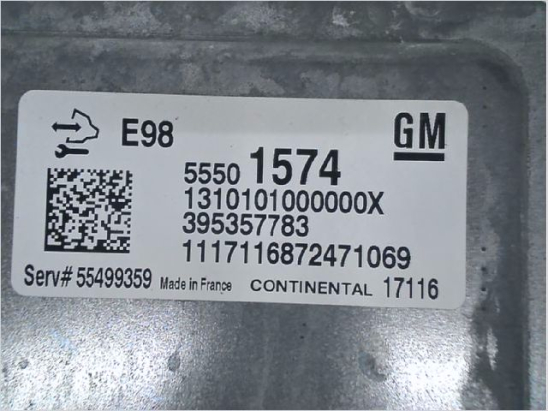 E98
GM
5550 1574
1310101000000X
395357783
1117116872471069
Serv# 55499359 Made in France CONTINENTAL 17116